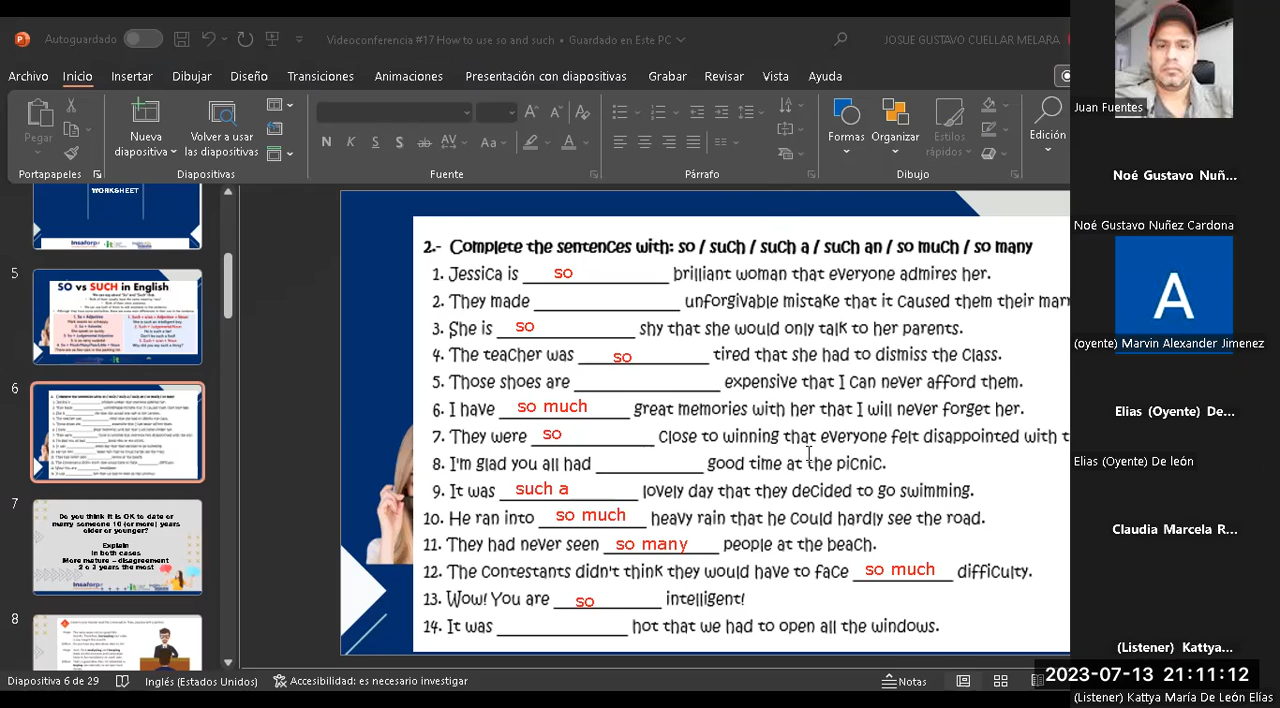 Autoguardado
Videoconferencia #17 How to use so and such • Guardado en Este PC
JOSUE GUSTAVO CUELLAR MELARA
Archivo Inicio Insertar Dibujar Diseño Transiciones Animaciones Presentación con diapositivas Grabar Revisar Vista Ayuda
Pegar
Nueva diapositiva
Volver a usar las diapositivas
N K S S ab AV Aa A
Formas
Organizar
Estilos rápidos
Edición
Portapapeles Diapositivas Fuente Párrafo Dibujo
WORKSHEET
Insaforp
5
SO vs SUCH in English
6
7
Do you think it is OK to date or
marry someone 10 (or more) years
older or younger?
Explain
in both cases
More mature – disagreement
2 o 3 years the most
Insaforp
8
2.- Complete the sentences with: so / such / such a / such an / so much / so many
1. Jessica is so brilliant woman that everyone admires her.
2. They made unforgivable mistake that it caused them their
3. She is so shy that she would only talk to her parents.
4. The teacher was so tired that she had to dismiss the class.
5. Those shoes are expensive that I can never afford them.
6. I have so much great memories with her that I will never forget her.
7. They were so close to winning that everyone felt disappointed with t
8. I'm glad you all had good time at the picnic.
9. It was such a lovely day that they decided to go swimming.
10. He ran into so much heavy rain that he could hardly see the road.
11. They had never seen so many people at the beach.
12. The contestants didn't think they would have to face so much difficulty.
13. Wow! You are so intelligent!
14. It was hot that we had to open all the windows.
Diapositiva 6 de 29 Inglés (Estados Unidos) Accesibilidad: es necesario investigar Notas
Juan Fuentes
Noé Gustavo Nuñ...
Noé Gustavo Nuñez Cardona
A
(oyente) Marvin Alexander Jimenez
Elias (Oyente) De...
Elias (Oyente) De león
Claudia Marcela R...
(Listener) Kattya...
2023-07-13 21:11:12
(Listener) Kattya María De León Elías